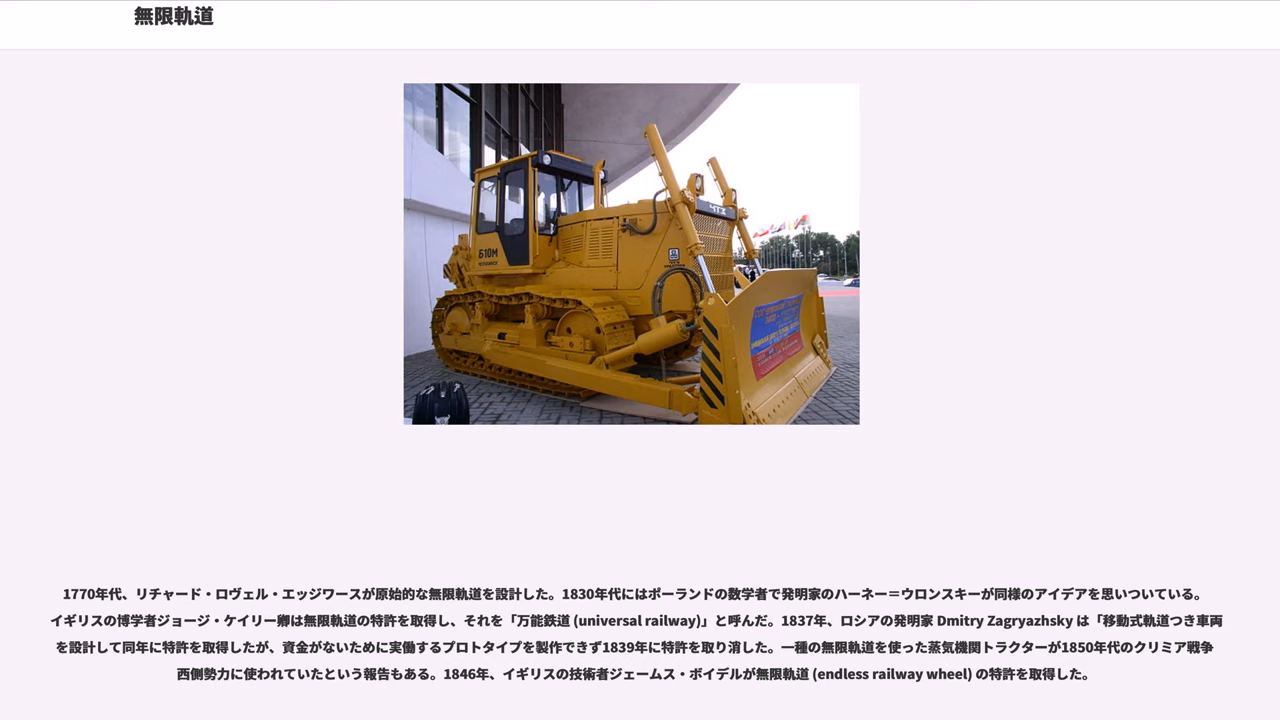 無限軌道
ЧТЗ
Б10М
1770年代、リチャード・ロヴェル・エッジワースが原始的な無限軌道を設計した。1830年代にはポーランドの数学者で発明家のハーネー＝ウロンスキーが同様のアイデアを思いついている。
イギリスの博学者ジョージ・ケイリー卿は無限軌道の特許を取得し、それを「万能鉄道 (universal railway)」と呼んだ。1837年、ロシアの発明家 Dmitry Zagryazhsky は「移動式軌道つき車両
を設計して同年に特許を取得したが、資金がないために実働するプロトタイプを製作できず1839年に特許を取り消した。一種の無限軌道を使った蒸気機関トラクターが1850年代のクリミア戦争
西側勢力に使われていたという報告もある。1846年、イギリスの技術者ジェームス・ボイデルが無限軌道 (endless railway wheel) の特許を取得した。